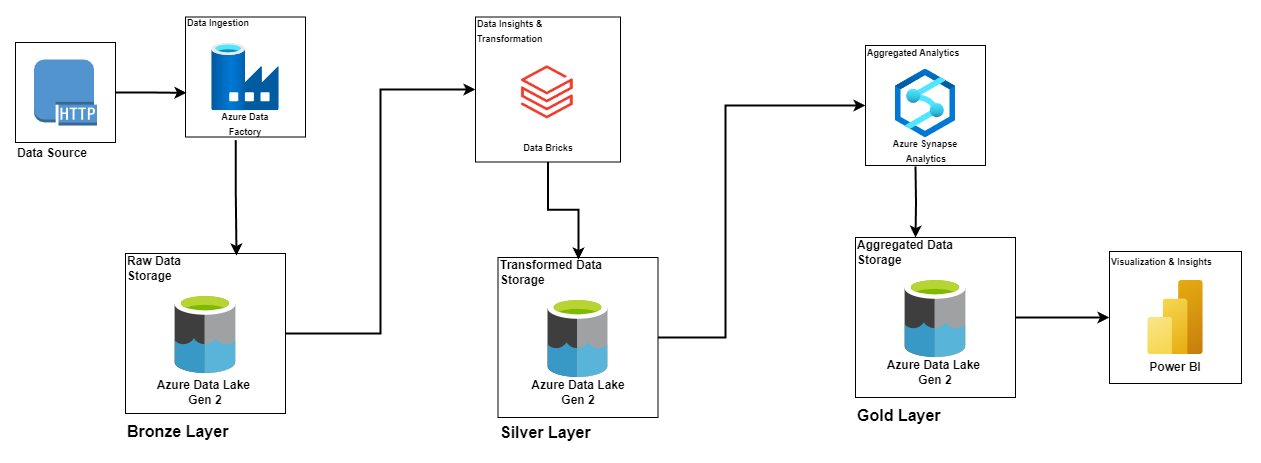 HTTP
Data Source
Data Ingestion
Azure Data
Factory
Raw Data
Storage
Azure Data Lake
Gen 2
Bronze Layer
Data Insights &
Transformation
Data Bricks
Transformed Data
Storage
Azure Data Lake
Gen 2
Silver Layer
Aggregated Analytics
Azure Synapse
Analytics
Aggregated Data
Storage
Azure Data Lake
Gen 2
Gold Layer
Visualization & Insights
Power BI